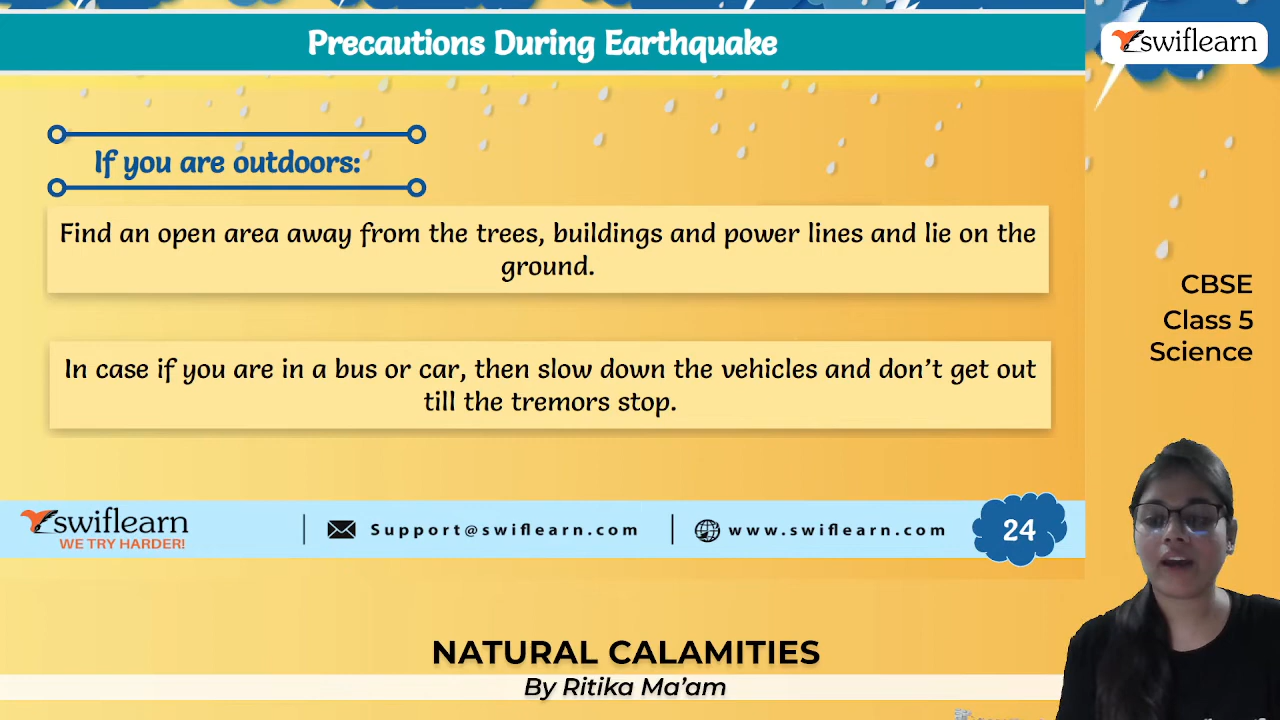 Precautions During Earthquake
swiflearn
If you are outdoors:
Find an open area away from the trees, buildings and power lines and lie on the
ground.
In case if you are in a bus or car, then slow down the vehicles and don't get out
till the tremors stop.
CBSE
Class 5
Science
swiflearn
WE TRY HARDER!
Support@swiflearn.com
www.swiflearn.com
24
NATURAL CALAMITIES
By Ritika Ma'am